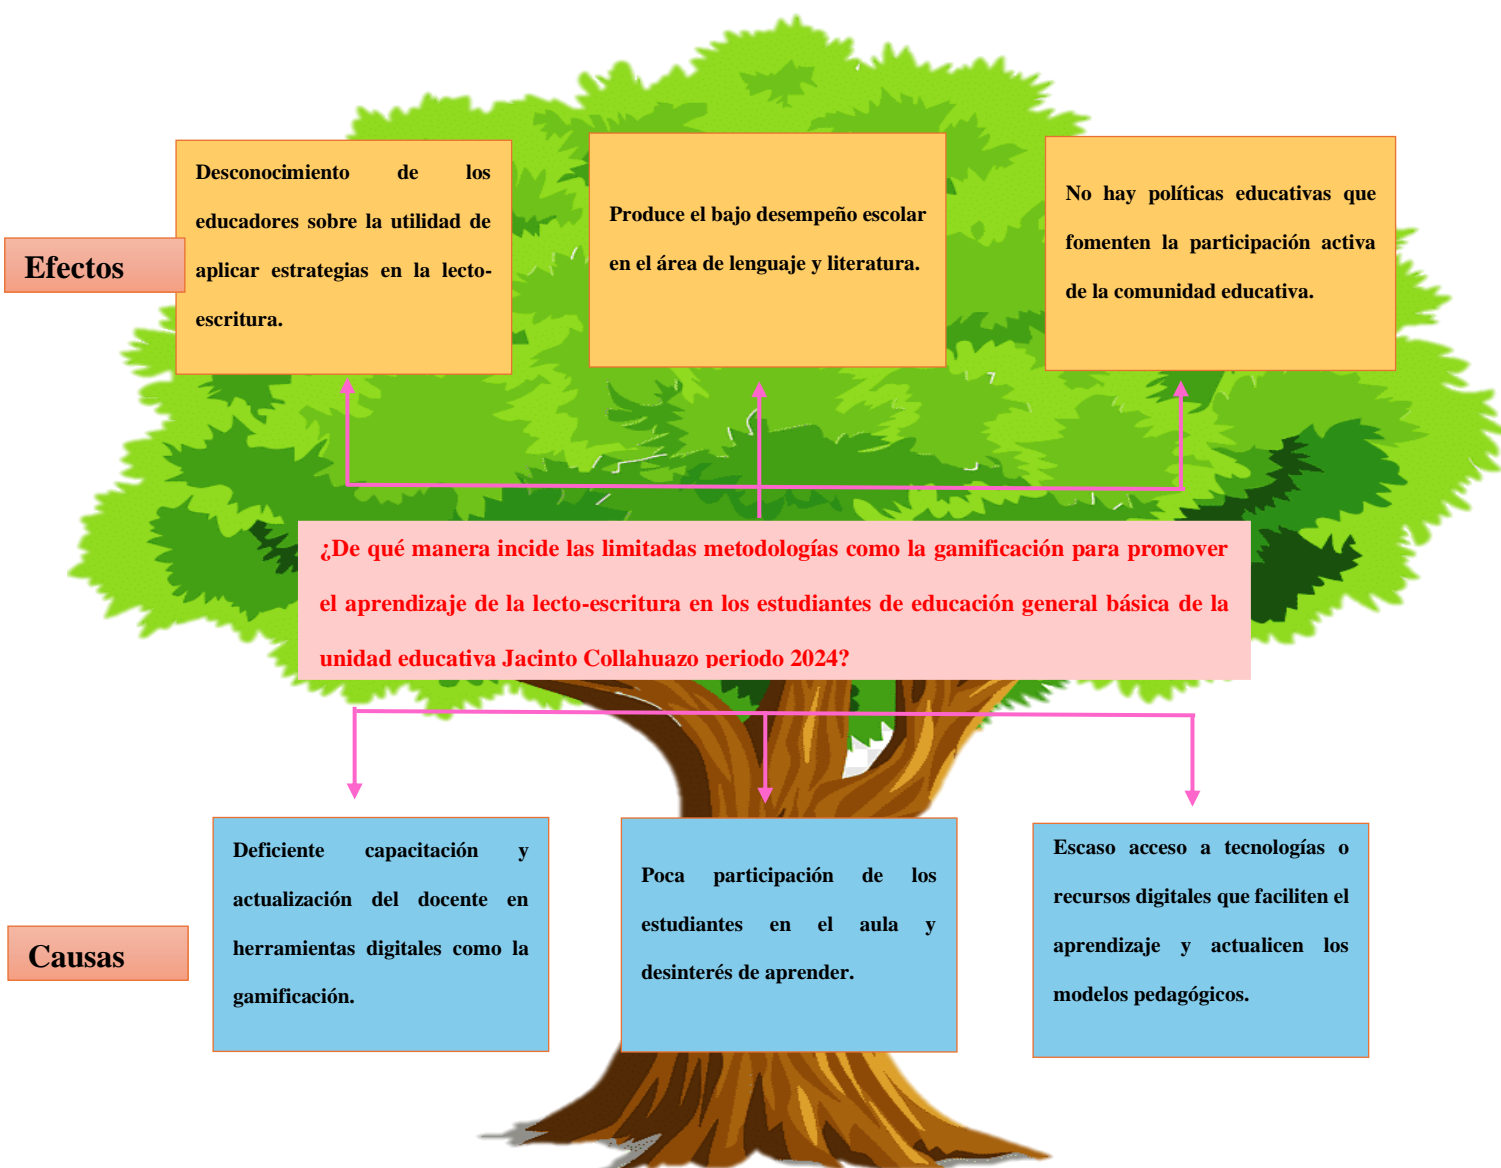 Desconocimiento de los
educadores sobre la utilidad de
aplicar estrategias en la lecto-
escritura.
Produce el bajo desempeño escolar
en el área de lenguaje y literatura.
No hay políticas educativas que
fomenten la participación activa
de la comunidad educativa.
Efectos
¿De qué manera incide las limitadas metodologías como la gamificación para promover
el aprendizaje de la lecto-escritura en los estudiantes de educación general básica de la
unidad educativa Jacinto Collahuazo periodo 2024?
Deficiente capacitación y
actualización del docente en
herramientas digitales como la
gamificación.
Poca participación de los
estudiantes en el aula y
desinterés de aprender.
Escaso acceso a tecnologías o
recursos digitales que faciliten el
aprendizaje y actualicen los
modelos pedagógicos.
Causas